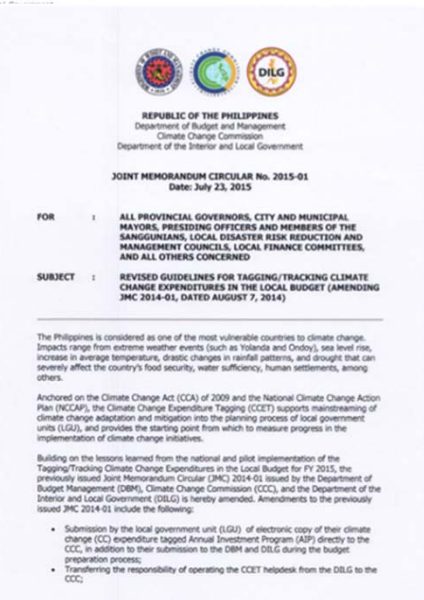 DILG
REPUBLIC OF THE PHILIPPINES
Department of Budget and Management
Climate Change Commission
Department of the Interior and Local Government
JOINT MEMORANDUM CIRCULAR No. 2015-01
Date: July 23, 2015
FOR : ALL PROVINCIAL GOVERNORS, CITY AND MUNICIPAL
MAYORS, PRESIDING OFFICERS AND MEMBERS OF THE
SANGGUNIANS, LOCAL DISASTER RISK REDUCTION AND
MANAGEMENT COUNCILS, LOCAL FINANCE COMMITTEES,
AND ALL OTHERS CONCERNED
SUBJECT : REVISED GUIDELINES FOR TAGGING/TRACKING CLIMATE
CHANGE EXPENDITURES IN THE LOCAL BUDGET (AMENDING
JMC 2014-01, DATED AUGUST 7, 2014)
The Philippines is considered as one of the most vulnerable countries to climate change.
Impacts range from extreme weather events (such as Yolanda and Ondoy), sea level rise,
increase in average temperature, drastic changes in rainfall patterns, and drought that can
severely affect the country's food security, water sufficiency, human settlements, among
others.
Anchored on the Climate Change Act (CCA) of 2009 and the National Climate Change Action
Plan (NCCAP), the Climate Change Expenditure Tagging (CCET) supports mainstreaming of
climate change adaptation and mitigation into the planning process of local government
units (LGU), and provides the starting point from which to measure progress in the
implementation of climate change initiatives.
Building on the lessons learned from the national and pilot implementation of the
Tagging/Tracking Climate Change Expenditures in the Local Budget for FY 2015, the
previously issued Joint Memorandum Circular (JMC) 2014-01 issued by the Department of
Budget and Management (DBM), Climate Change Commission (CCC), and the Department of the
Interior and Local Government (DILG) is hereby amended. Amendments to the previously
issued JMC 2014-01 include the following:
• Submission by the local government unit (LGU) of electronic copy of their climate
change (CC) expenditure tagged Annual Investment Program (AIP) directly to the
CCC, in addition to their submission to the DBM and DILG during the budget
preparation process;
• Transferring the responsibility of operating the CCET helpdesk from the DILG to the
CCC;